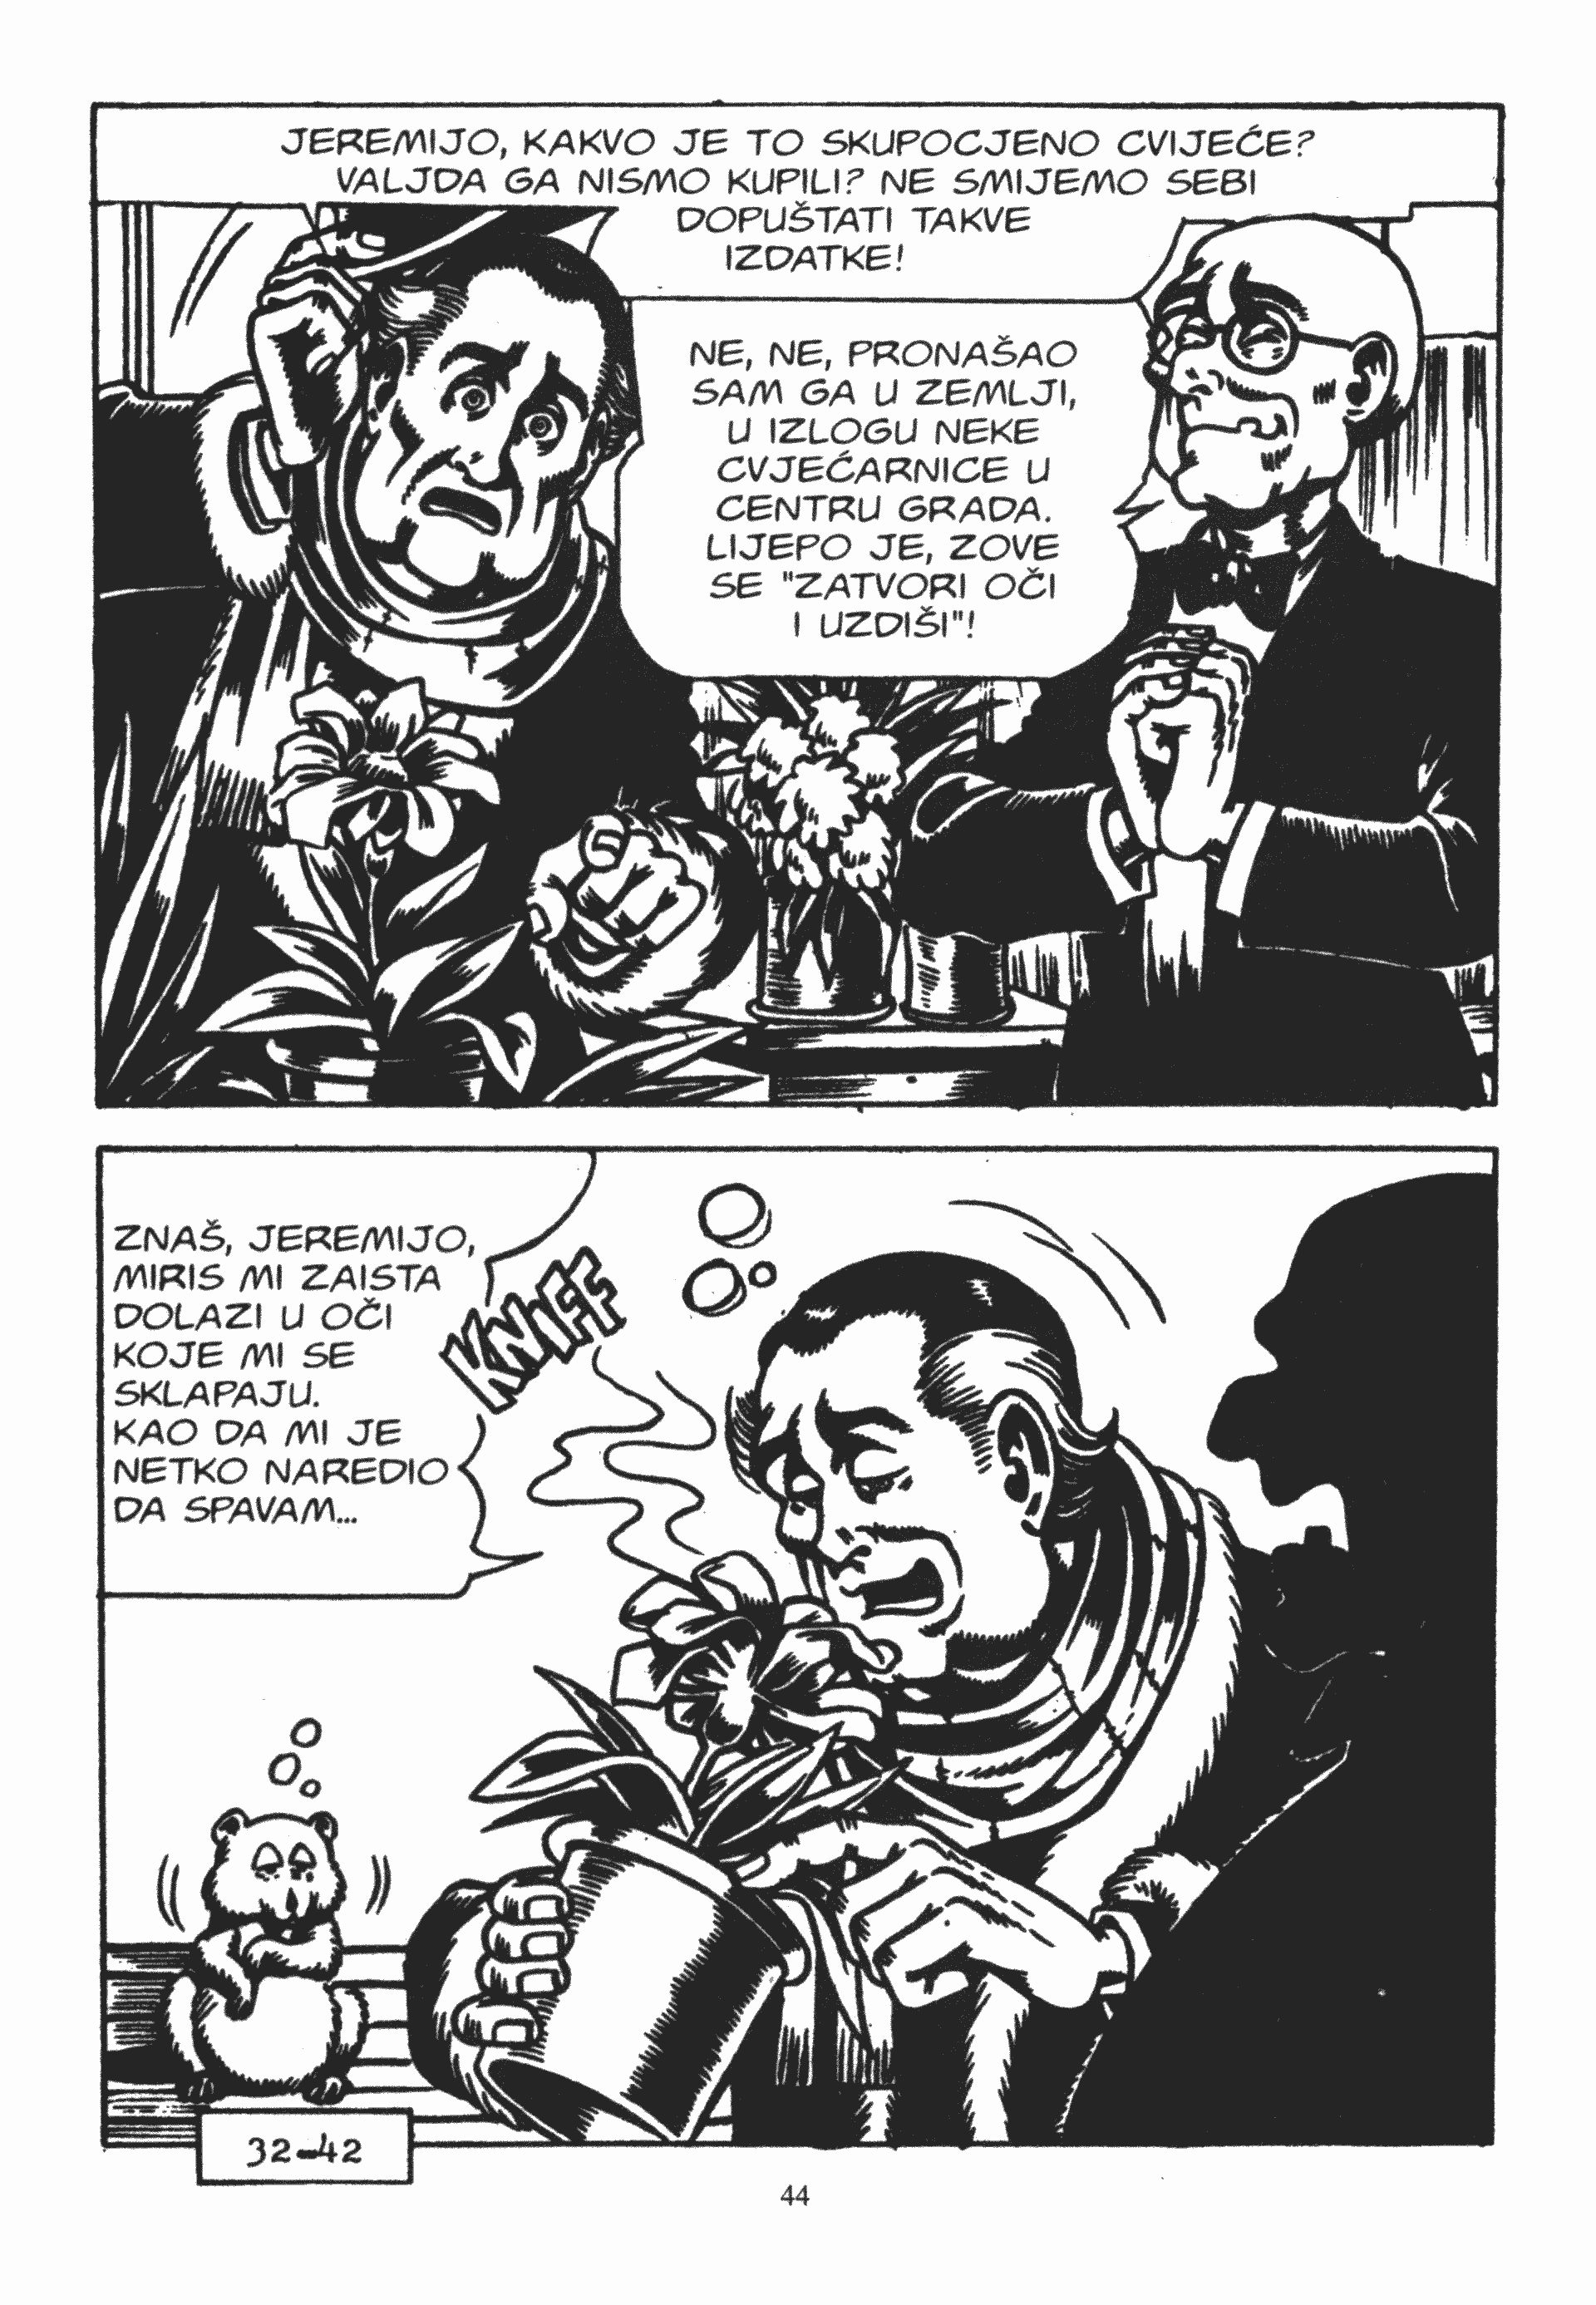 JEREMIJO, KAKVO JE TO SKUPOCJENO CVIJEĆE?
VALJDA GA NISMO KUPILI? NE SMIJEMO SEBI
DOPUŠTATI TAKVE
IZDATKE!
NE, NE, PRONAŠAO
SAM GA U ZEMLJI,
U IZLOGU NEKE
CVJEĆARNICE U
CENTRU GRADA.
LIJEPO JE, ZOVE
SE "ZATVORI OČI
I UZDIŠI"!
ZNAŠ, JEREMIJO,
MIRIS MI ZAISTA
DOLAZI U OČI
KOJE MI SE
SKLAPAJU.
KAO DA MI JE
NETKO NAREDIO
DA SPAVAM...
KNIFF
32-42
44